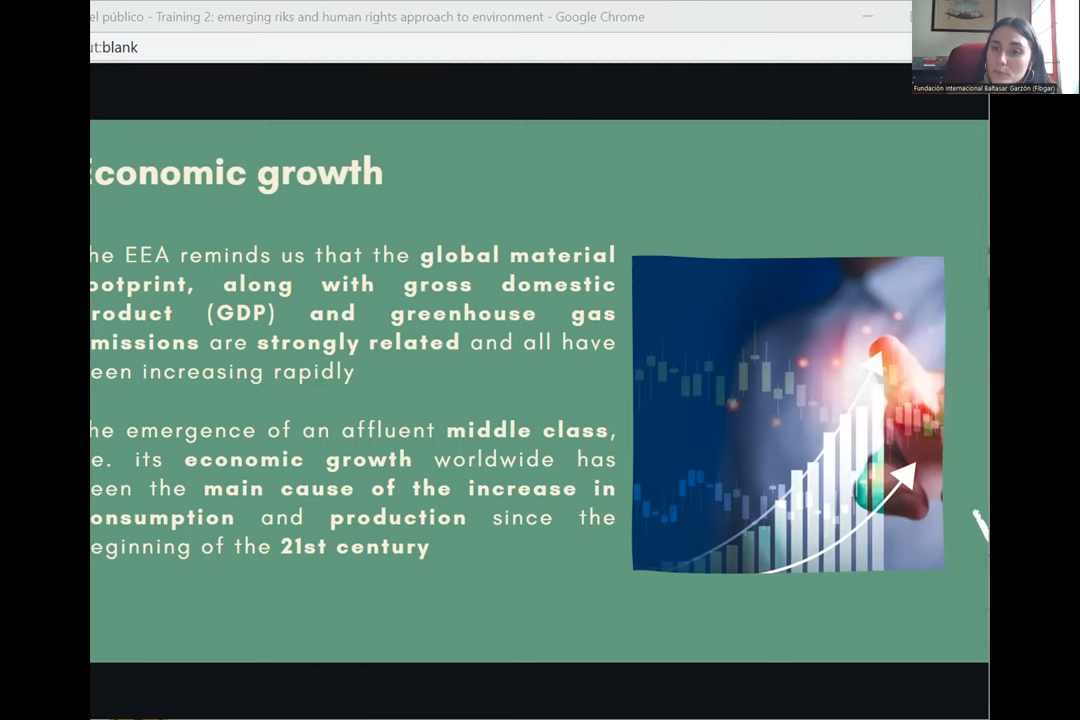 el público - Training 2: emerging riks and human rights approach to environment - Google Chrome
ut:blank
Fundación Internacional Baltasar Garzón (Fibgar)
Economic growth
he EEA reminds us that the global material
ootprint, along with gross domestic
roduct (GDP) and greenhouse gas
missions are strongly related and all have
een increasing rapidly
he emergence of an affluent middle class,
e. its economic growth worldwide has
een the main cause of the increase in
onsumption and production since the
eginning of the 21st century